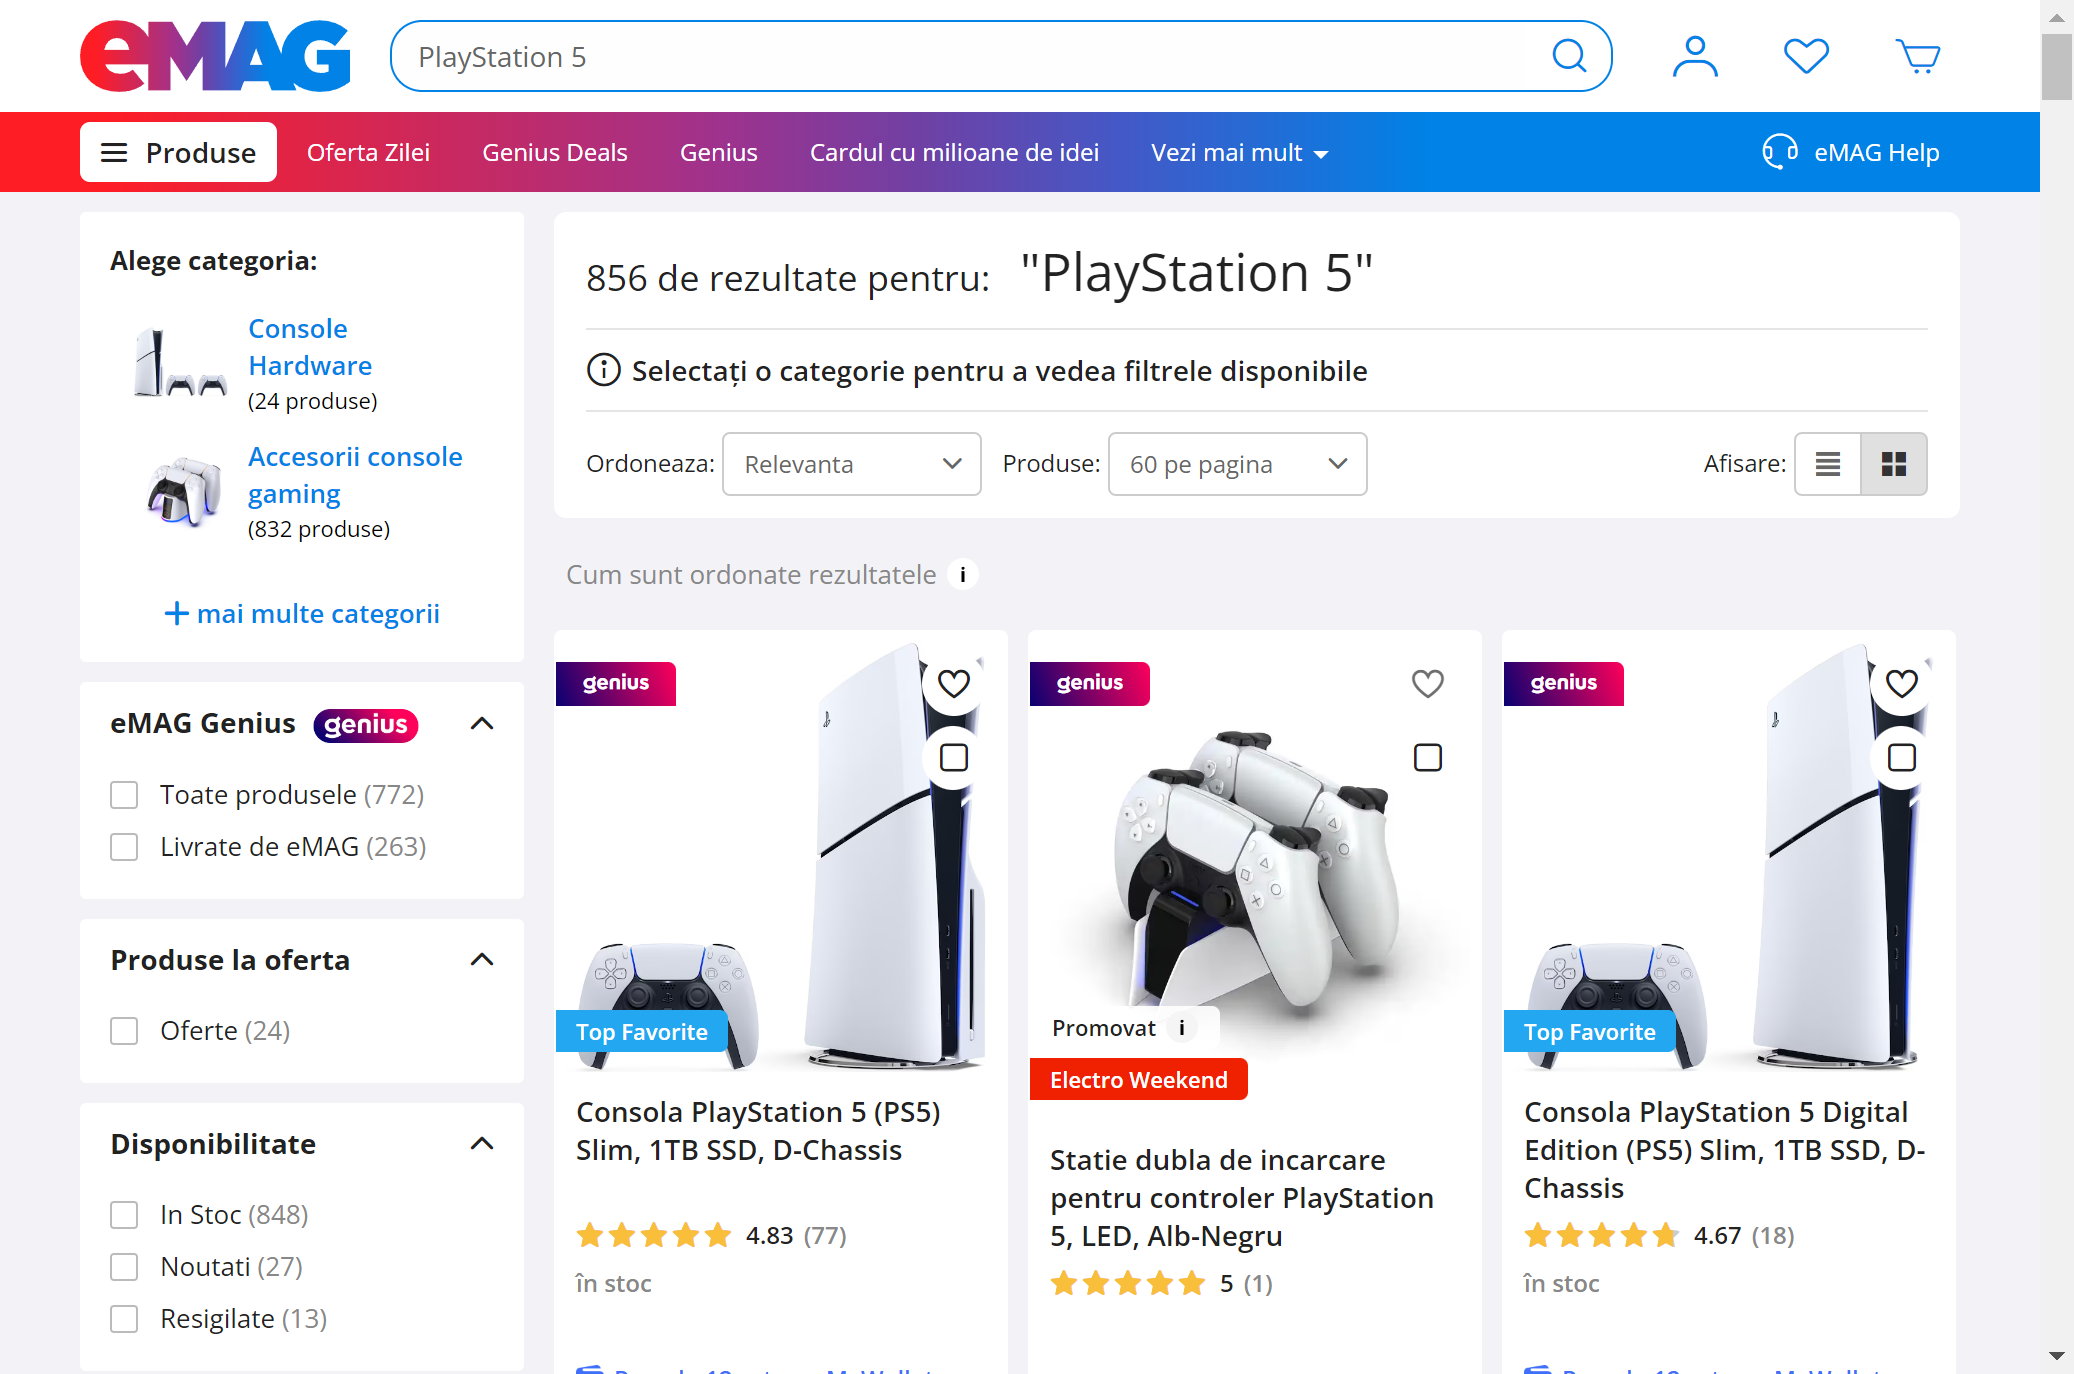 eMAG
PlayStation 5
Produse
Oferta Zilei
Genius Deals
Genius
Cardul cu milioane de idei
Vezi mai mult
eMAG Help
Alege categoria:
Console
Hardware
(24 produse)
Accesorii console
gaming
(832 produse)
mai multe categorii
eMAG Genius genius
Toate produsele (772)
Livrate de eMAG (263)
Produse la oferta
Oferte (24)
Disponibilitate
In Stoc (848)
Noutati (27)
Resigilate (13)
856 de rezultate pentru: "PlayStation 5"
Selectați o categorie pentru a vedea filtrele disponibile
Ordoneaza: Relevanta
Produse: 60 pe pagina
Afisare:
Cum sunt ordonate rezultatele i
genius
Top Favorite
Consola PlayStation 5 (PS5)
Slim, 1TB SSD, D-Chassis
4.83 (77)
în stoc
genius
Promovat i
Electro Weekend
Statie dubla de incarcare
pentru controler PlayStation
5, LED, Alb-Negru
5 (1)
genius
Top Favorite
Consola PlayStation 5 Digital
Edition (PS5) Slim, 1TB SSD, D-
Chassis
4.67 (18)
în stoc